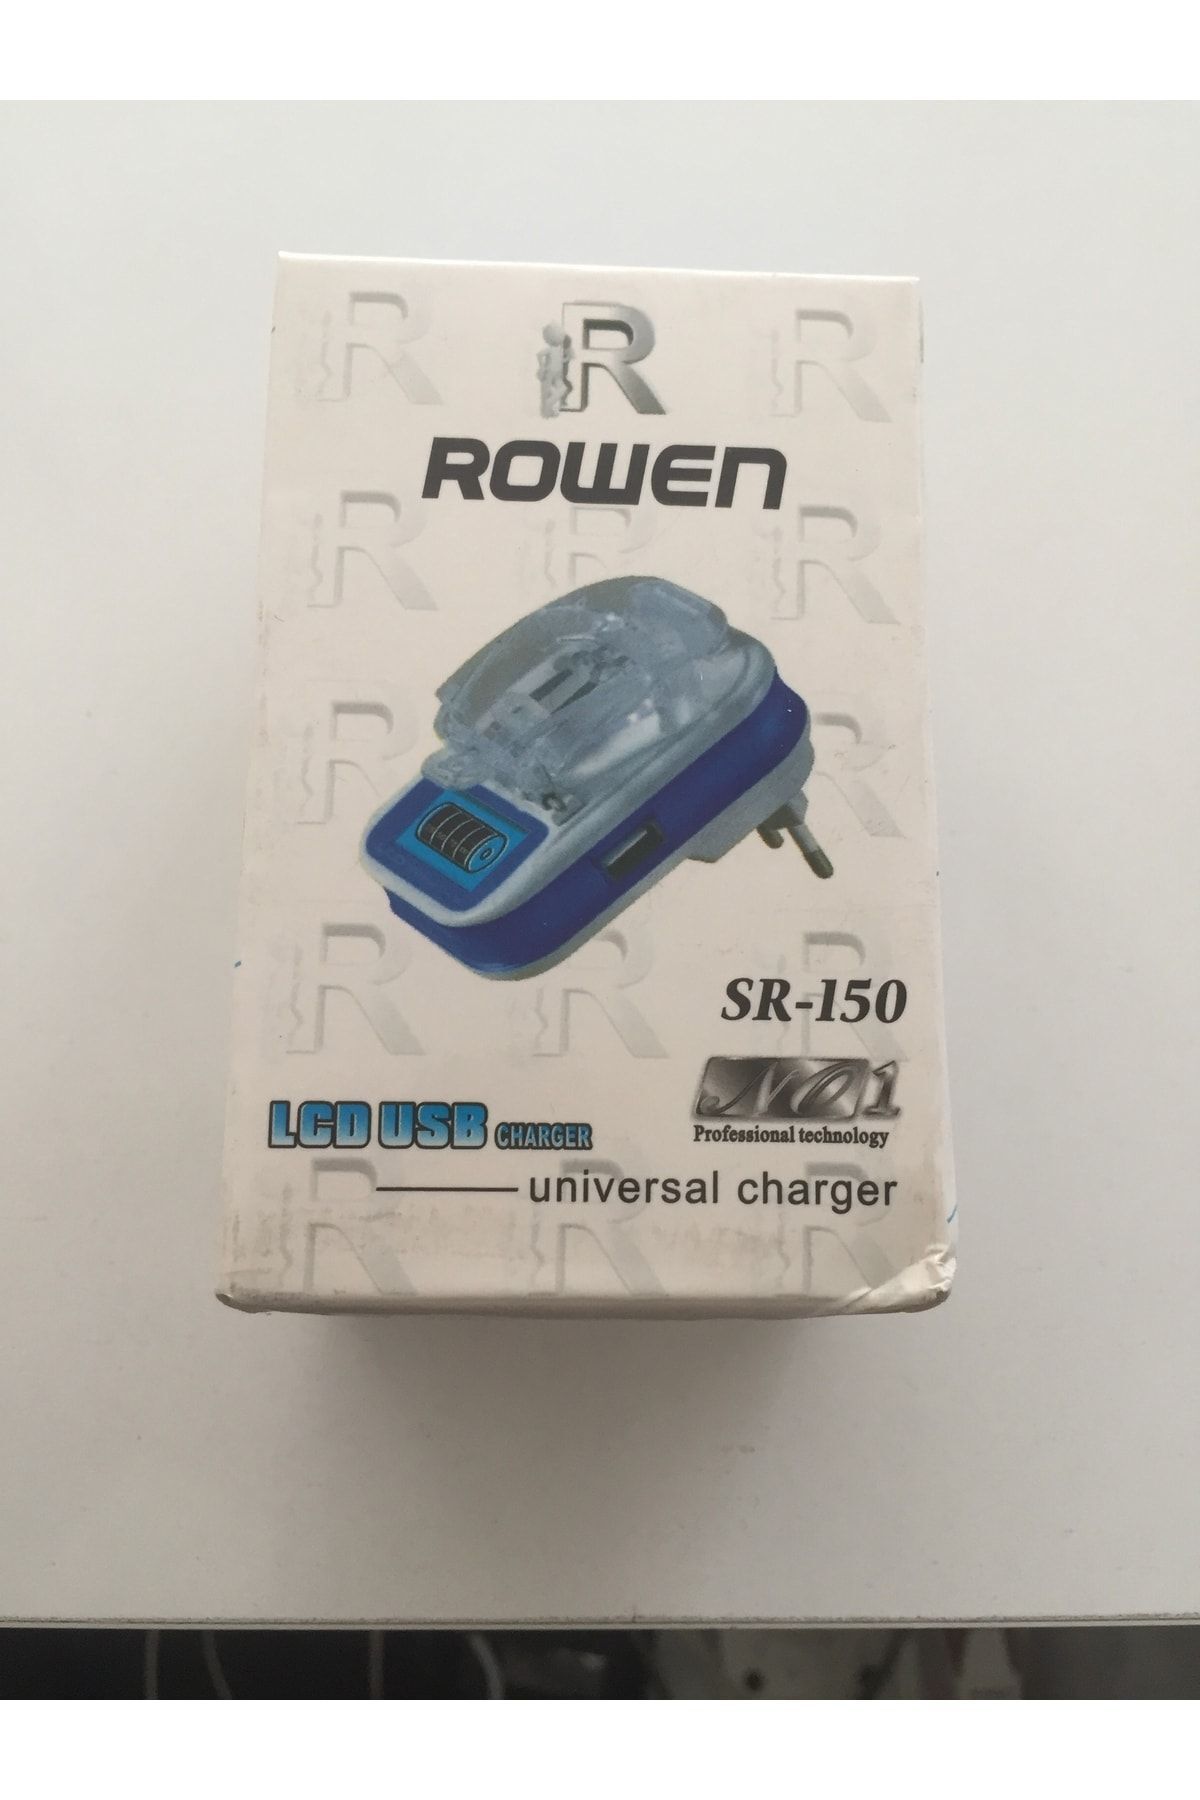 R
ROWEN
SR-150
NO1
Professional technology
LCD USB CHARGER
universal charger